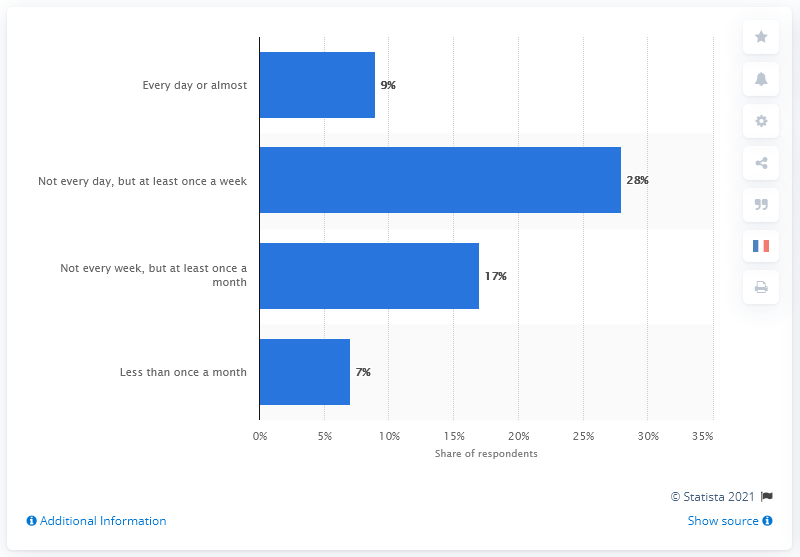 Every day or almost
9%
Not every day, but at least once a week
28%
Not every week, but at least once a
month
17%
Less than once a month
7%
0%
5%
10%
15%
20%
25%
30%
35%
Share of respondents
© Statista 2021
Additional Information
Show source